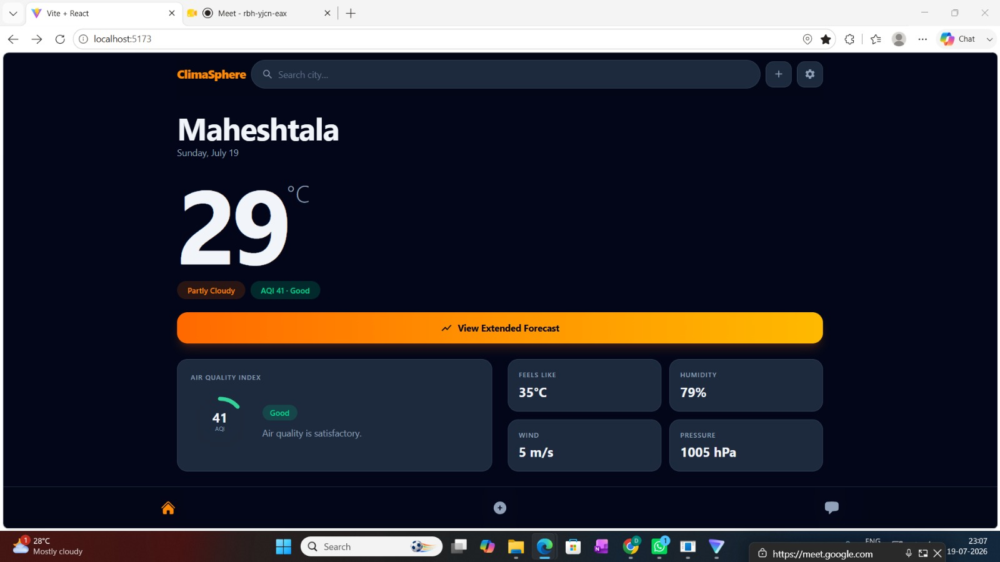 Vite + React
Meet - rbh-yjcn-eax
localhost:5173
Chat
ClimaSphere
Search city...
Maheshtala
Sunday, July 19
29
°C
Partly Cloudy
AQI 41 · Good
View Extended Forecast
AIR QUALITY INDEX
41
AQI
Good
Air quality is satisfactory.
FEELS LIKE
35°C
HUMIDITY
79%
WIND
5 m/s
PRESSURE
1005 hPa
1
28°C
Mostly cloudy
Search
N
D
1
ENG
https://meet.google.com
23:07
19-07-2026